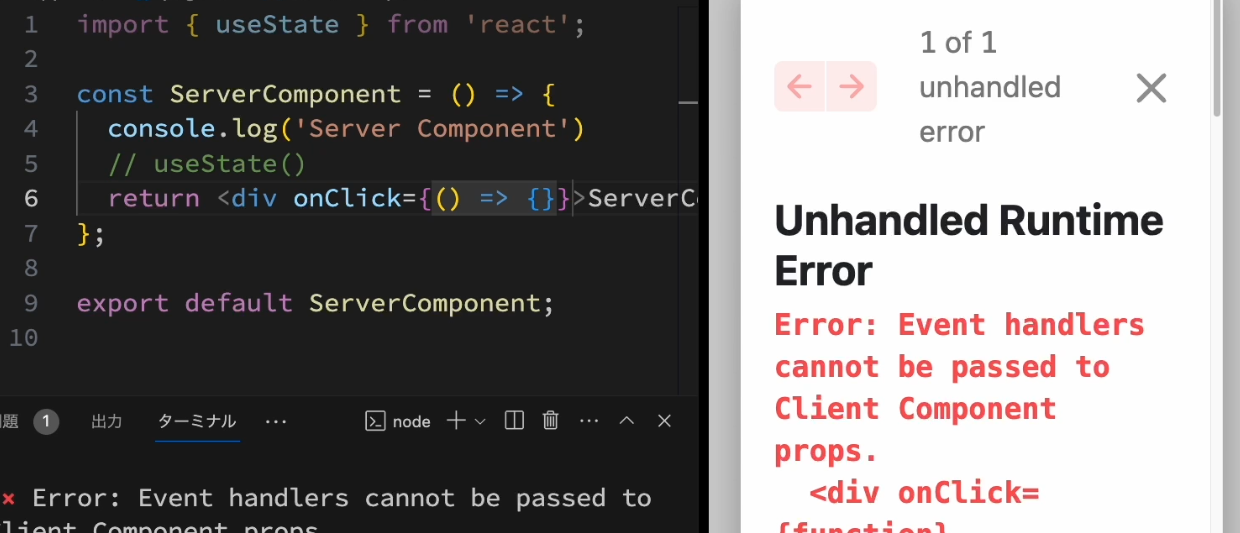 1 import { useState } from 'react';
2
3 const ServerComponent = () => {
4 console.log('Server Component')
5 // useState()
6 return <div onClick={() => {}}>ServerC
7 };
8
9 export default ServerComponent;
10
題 1 出力 ターミナル ··· node ···
× Error: Event handlers cannot be passed to
Client Component props.
1 of 1
unhandled
error
Unhandled Runtime
Error
Error: Event handlers
cannot be passed to
Client Component
props.
<div onClick=
{function}